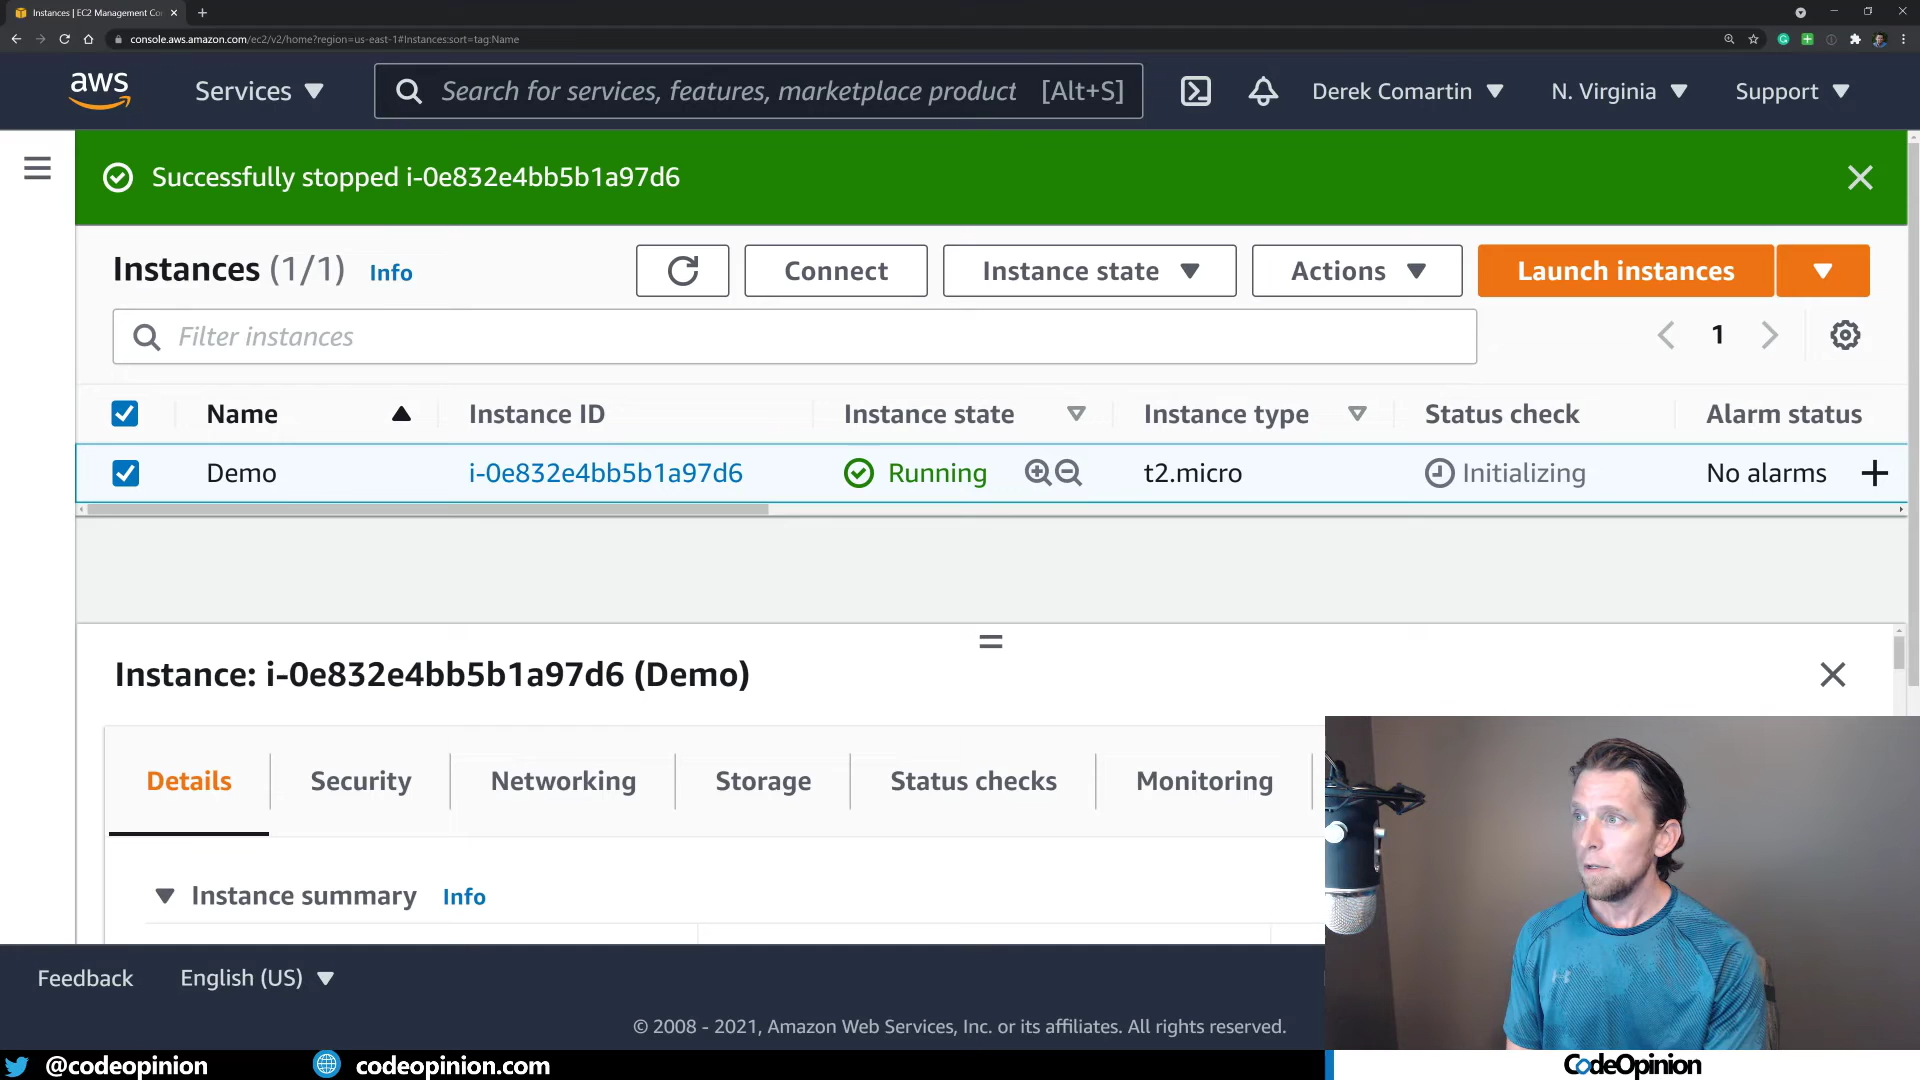 Instances | EC2 Management Co
console.aws.amazon.com/ec2/v2/home?region=us-east-1#Instances:sort=tag:Name
aws
Services
Search for services, features, marketplace product
[Alt+S]
Derek Comartin
N. Virginia
Support
Successfully stopped i-0e832e4bb5b1a97d6
Instances (1/1)
Info
Connect
Instance state
Actions
Launch instances
Filter instances
1
Name
Instance ID
Instance state
Instance type
Status check
Alarm status
Demo
i-0e832e4bb5b1a97d6
Running
t2.micro
Initializing
No alarms
Instance: i-0e832e4bb5b1a97d6 (Demo)
Details
Security
Networking
Storage
Status checks
Monitoring
Instance summary
Info
Feedback
English (US)
© 2008 - 2021, Amazon Web Services, Inc. or its affiliates. All rights reserved.
@codeopinion
codeopinion.com
CodeOpinion